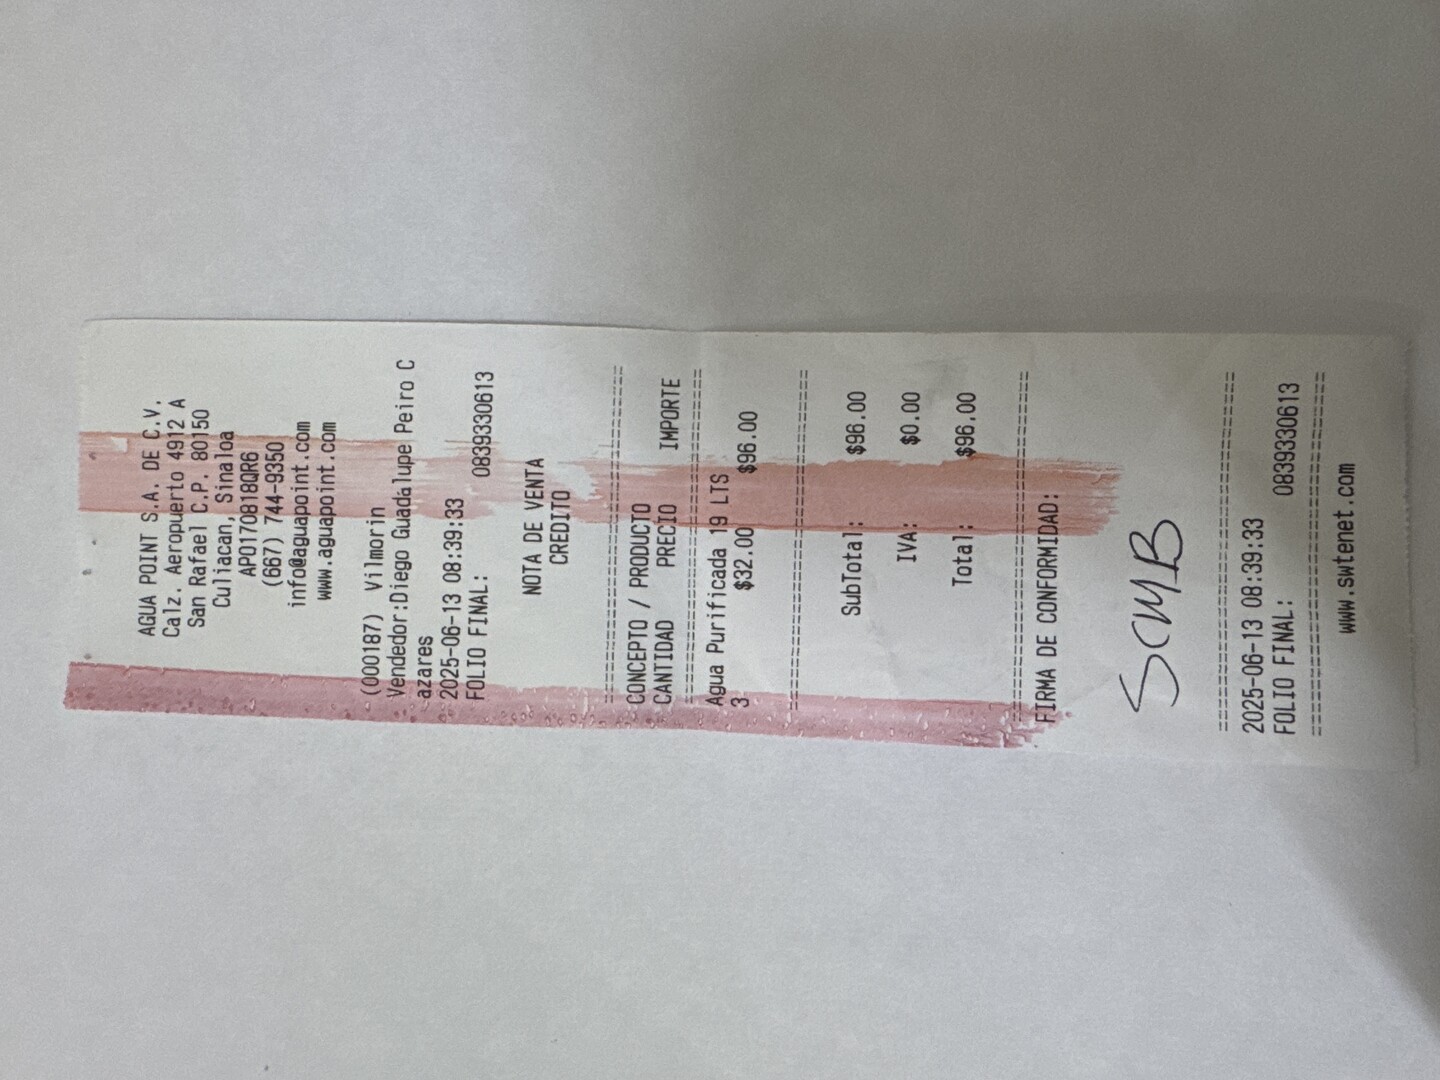 AGUA POINT S.A. DE C.V.
Calz. Aeropuerto 4912 A
San Rafael C.P. 80150
Culiacan, Sinaloa
APO170818QR6
(667) 744-9350
info@aguapoint.com
www.aguapoint.com
(000187) Vilmorin
Vendedor:Diego Guadalupe Peiro C
azares
2025-06-13 08:39:33
FOLIO FINAL: 0839330613
NOTA DE VENTA
CREDITO
================================
CONCEPTO / PRODUCTO
CANTIDAD PRECIO IMPORTE
================================
Agua Purificada 19 LTS
3 $32.00 $96.00
================================
SubTotal: $96.00
IVA: $0.00
Total: $96.00
================================
FIRMA DE CONFORMIDAD:
SCMB
================================
2025-06-13 08:39:33
FOLIO FINAL: 0839330613
================================
www.swtenet.com